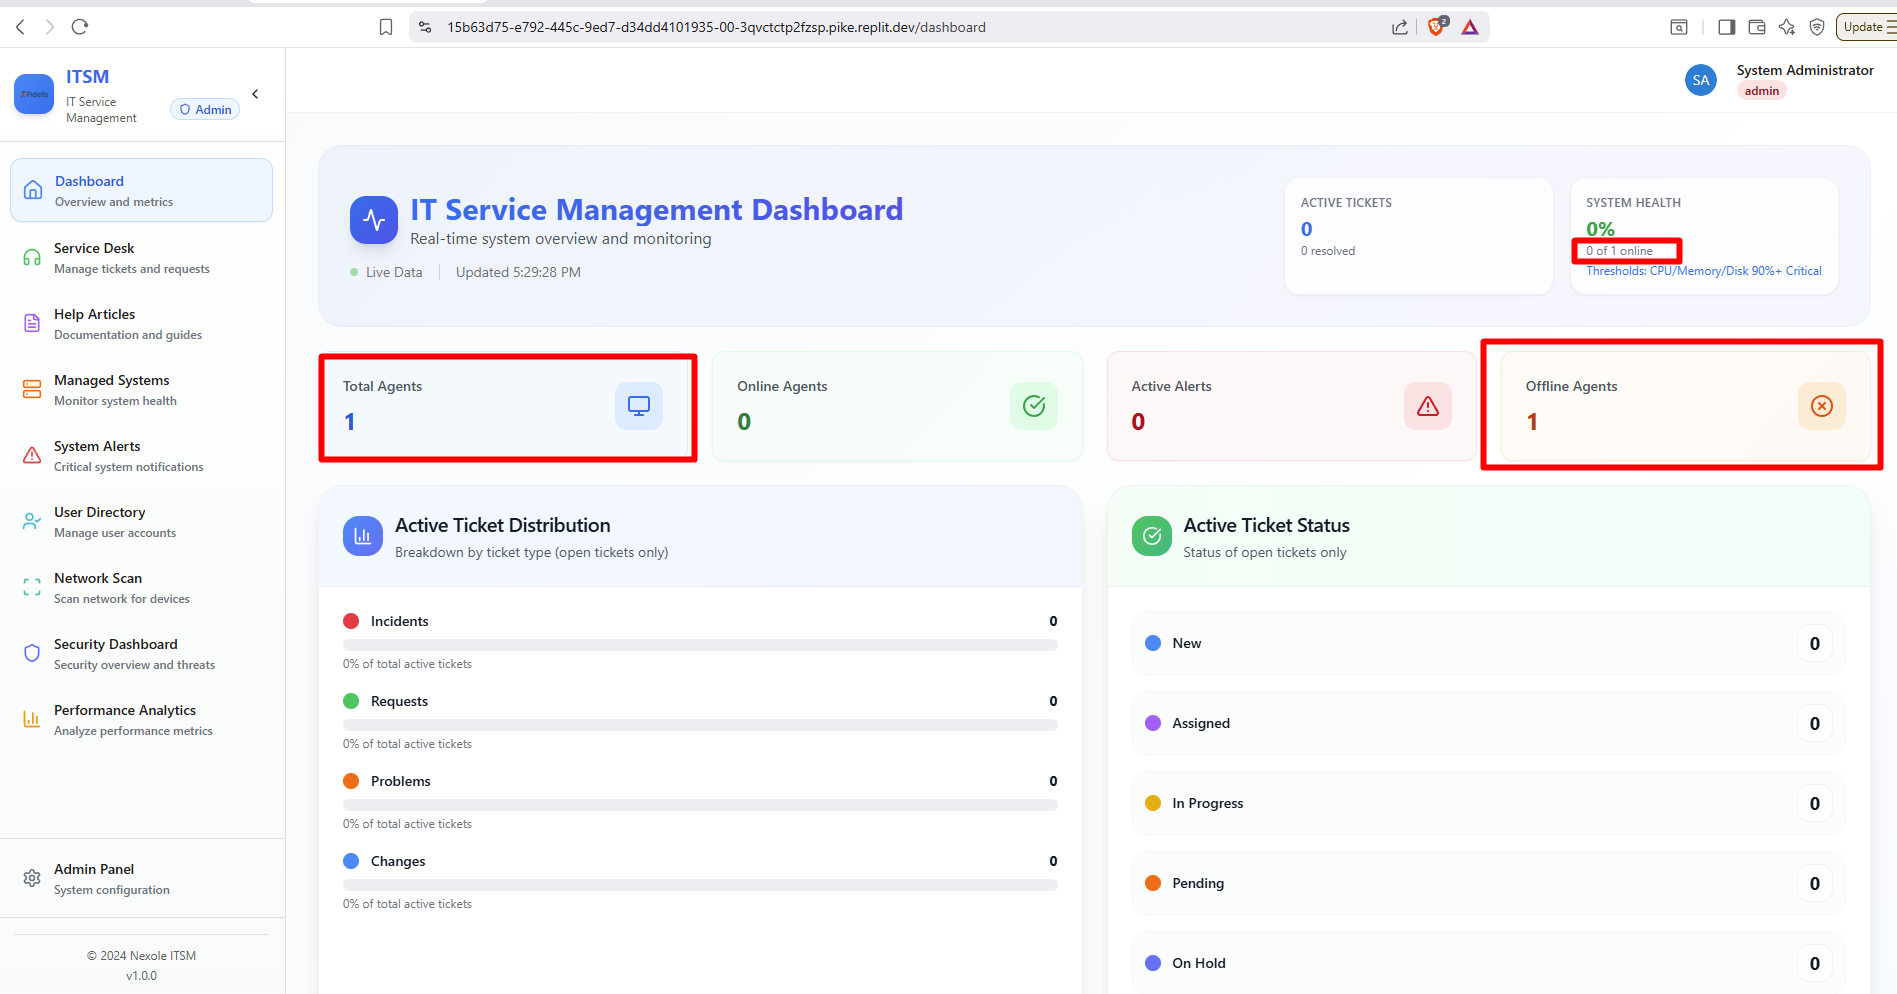 15b63d75-e792-445c-9ed7-d34dd4101935-00-3qvctctp2fzsp.pike.replit.dev/dashboard
2
Update
Fidelis
ITSM
IT Service
Management
Admin
SA
System Administrator
admin
Dashboard
Overview and metrics
Service Desk
Manage tickets and requests
Help Articles
Documentation and guides
Managed Systems
Monitor system health
System Alerts
Critical system notifications
User Directory
Manage user accounts
Network Scan
Scan network for devices
Security Dashboard
Security overview and threats
Performance Analytics
Analyze performance metrics
Admin Panel
System configuration
© 2024 Nexole ITSM
v1.0.0
IT Service Management Dashboard
Real-time system overview and monitoring
Live Data
Updated 5:29:28 PM
ACTIVE TICKETS
0
0 resolved
SYSTEM HEALTH
0%
0 of 1 online
Thresholds: CPU/Memory/Disk 90%+ Critical
Total Agents
1
Online Agents
0
Active Alerts
0
Offline Agents
1
Active Ticket Distribution
Breakdown by ticket type (open tickets only)
Incidents 0
0% of total active tickets
Requests 0
0% of total active tickets
Problems 0
0% of total active tickets
Changes 0
0% of total active tickets
Active Ticket Status
Status of open tickets only
New 0
Assigned 0
In Progress 0
Pending 0
On Hold 0